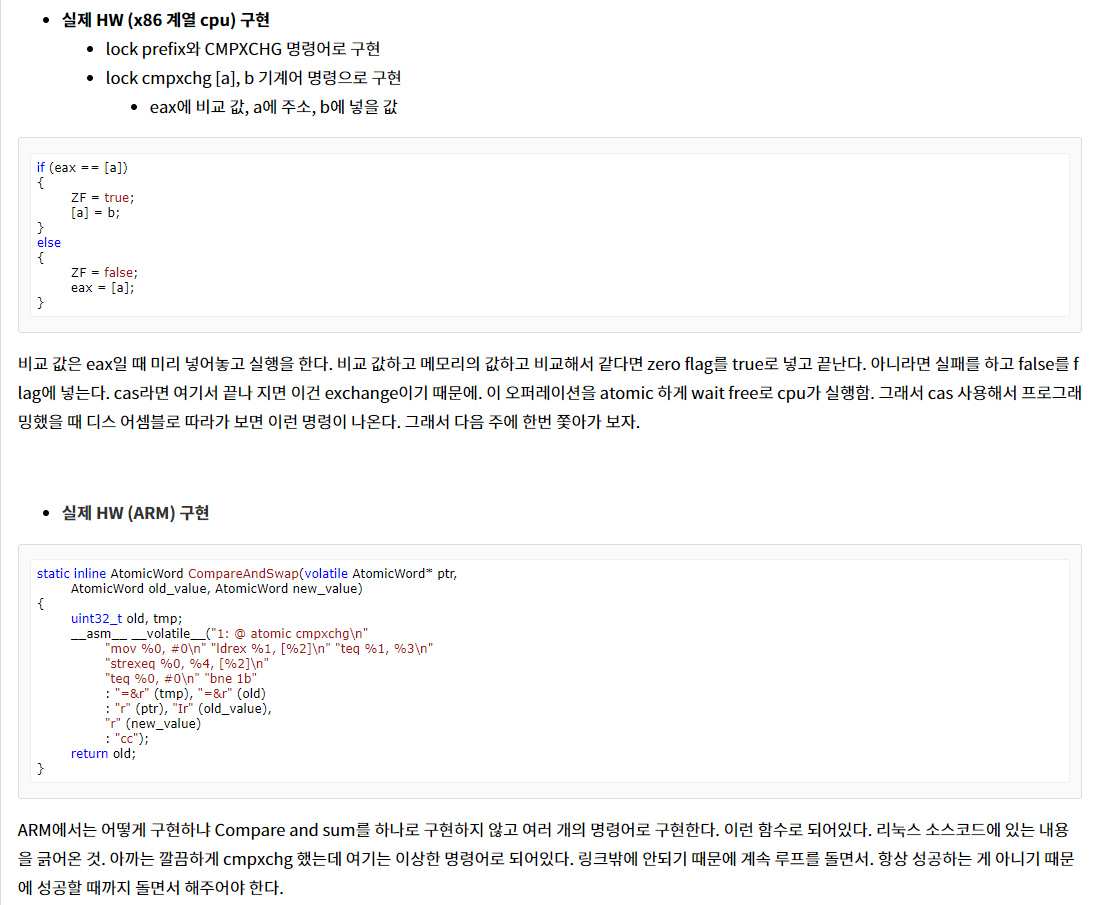 실제 HW (x86 계열 cpu) 구현
lock prefix와 CMPXCHG 명령어로 구현
lock cmpxchg [a], b 기계어 명령으로 구현
eax에 비교 값, a에 주소, b에 넣을 값
if (eax == [a])
{
ZF = true;
[a] = b;
}
else
{
ZF = false;
eax = [a];
}
비교 값은 eax일 때 미리 넣어놓고 실행을 한다. 비교 값하고 메모리의 값하고 비교해서 같다면 zero flag를 true로 넣고 끝난다. 아니라면 실패를 하고 false를 f
lag에 넣는다. cas라면 여기서 끝나 지면 이건 exchange이기 때문에. 이 오퍼레이션을 atomic 하게 wait free로 cpu가 실행함. 그래서 cas 사용해서 프로그래
밍했을 때 디스 어셈블로 따라가 보면 이런 명령이 나온다. 그래서 다음 주에 한번 쫓아가 보자.
실제 HW (ARM) 구현
static inline AtomicWord CompareAndSwap(volatile AtomicWord* ptr,
AtomicWord old_value, AtomicWord new_value)
{
uint32_t old, tmp;
__asm__ __volatile__("1: @ atomic cmpxchg\n"
"mov %0, #0\n" "ldrex %1, [%2]\n" "teq %1, %3\n"
"strexeq %0, %4, [%2]\n"
"teq %0, #0\n" "bne 1b"
: "=&r" (tmp), "=&r" (old)
: "r" (ptr), "Ir" (old_value),
"r" (new_value)
: "cc");
return old;
}
ARM에서는 어떻게 구현하냐 Compare and sum를 하나로 구현하지 않고 여러 개의 명령어로 구현한다. 이런 함수로 되어있다. 리눅스 소스코드에 있는 내용
을 긁어온 것. 아까는 깔끔하게 cmpxchg 했는데 여기는 이상한 명령어로 되어있다. 링크밖에 안되기 때문에 계속 루프를 돌면서. 항상 성공하는 게 아니기 때문
에 성공할 때까지 돌면서 해주어야 한다.